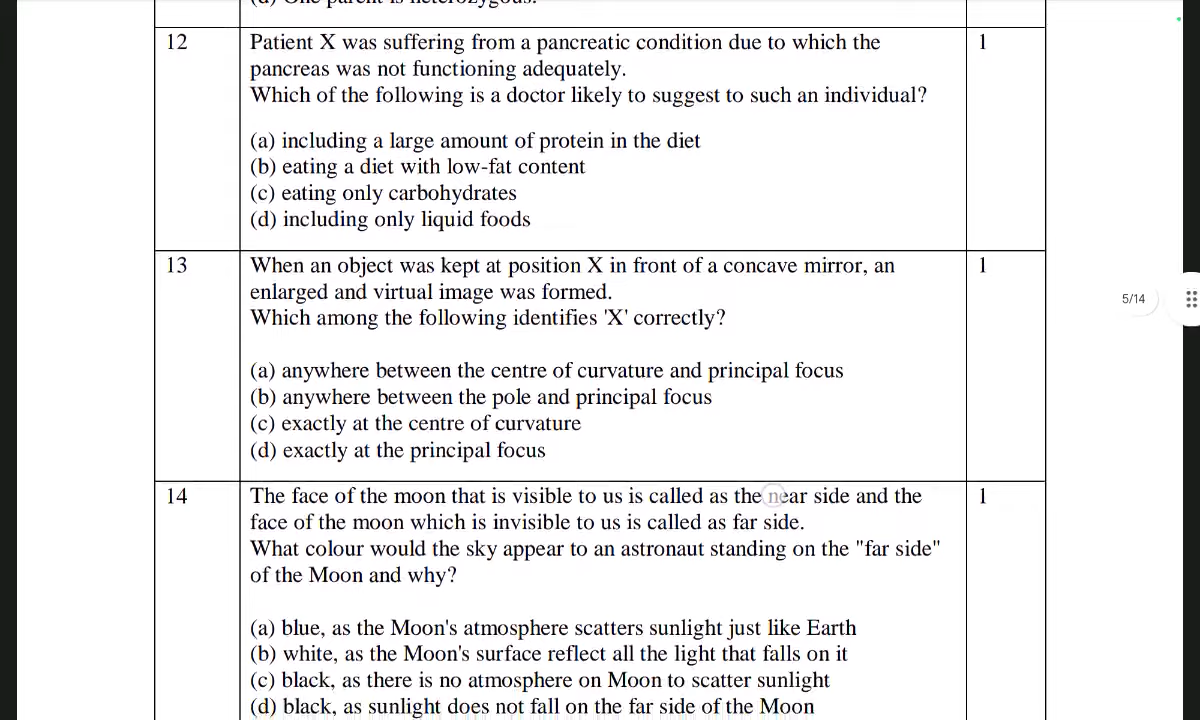 (d) One parent is heterozygous.
12
Patient X was suffering from a pancreatic condition due to which the
1
pancreas was not functioning adequately.
Which of the following is a doctor likely to suggest to such an individual?
(a) including a large amount of protein in the diet
(b) eating a diet with low-fat content
(c) eating only carbohydrates
(d) including only liquid foods
13
When an object was kept at position X in front of a concave mirror, an
1
enlarged and virtual image was formed.
5/14
Which among the following identifies 'X' correctly?
(a) anywhere between the centre of curvature and principal focus
(b) anywhere between the pole and principal focus
(c) exactly at the centre of curvature
(d) exactly at the principal focus
14
The face of the moon that is visible to us is called as the near side and the
1
face of the moon which is invisible to us is called as far side.
What colour would the sky appear to an astronaut standing on the "far side"
of the Moon and why?
(a) blue, as the Moon's atmosphere scatters sunlight just like Earth
(b) white, as the Moon's surface reflect all the light that falls on it
(c) black, as there is no atmosphere on Moon to scatter sunlight
(d) black, as sunlight does not fall on the far side of the Moon